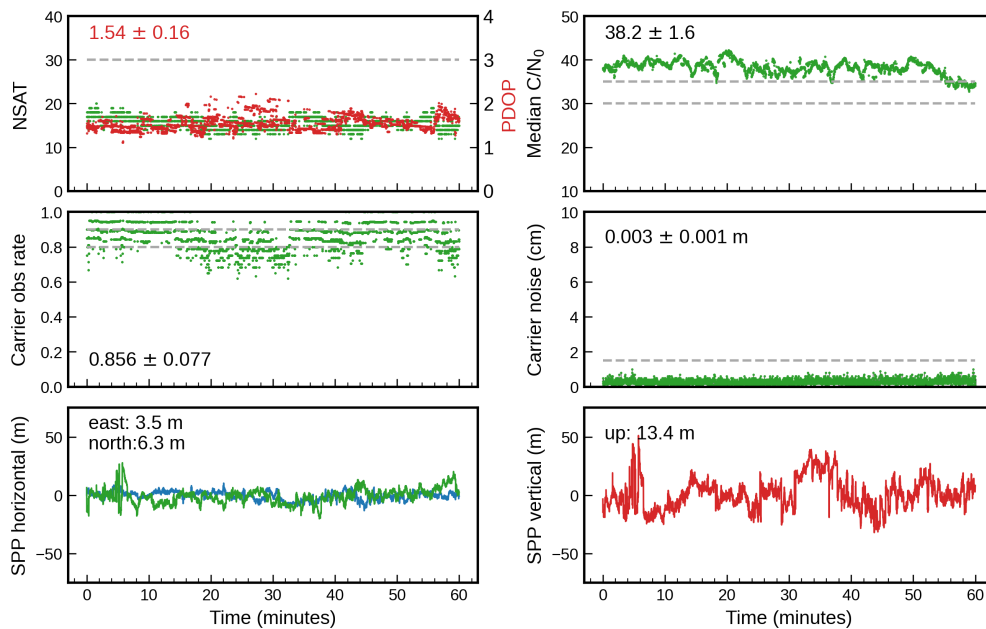 40
30
20
10
0
NSAT
1.54 ± 0.16
4
3
2
1
0
PDOP
50
40
30
20
10
Median C/N0
38.2 ± 1.6
1.0
0.8
0.6
0.4
0.2
0.0
Carrier obs rate
0.856 ± 0.077
10
8
6
4
2
0
Carrier noise (cm)
0.003 ± 0.001 m
50
0
−50
SPP horizontal (m)
east: 3.5 m
north:6.3 m
0 10 20 30 40 50 60
Time (minutes)
50
0
−50
SPP vertical (m)
up: 13.4 m
0 10 20 30 40 50 60
Time (minutes)